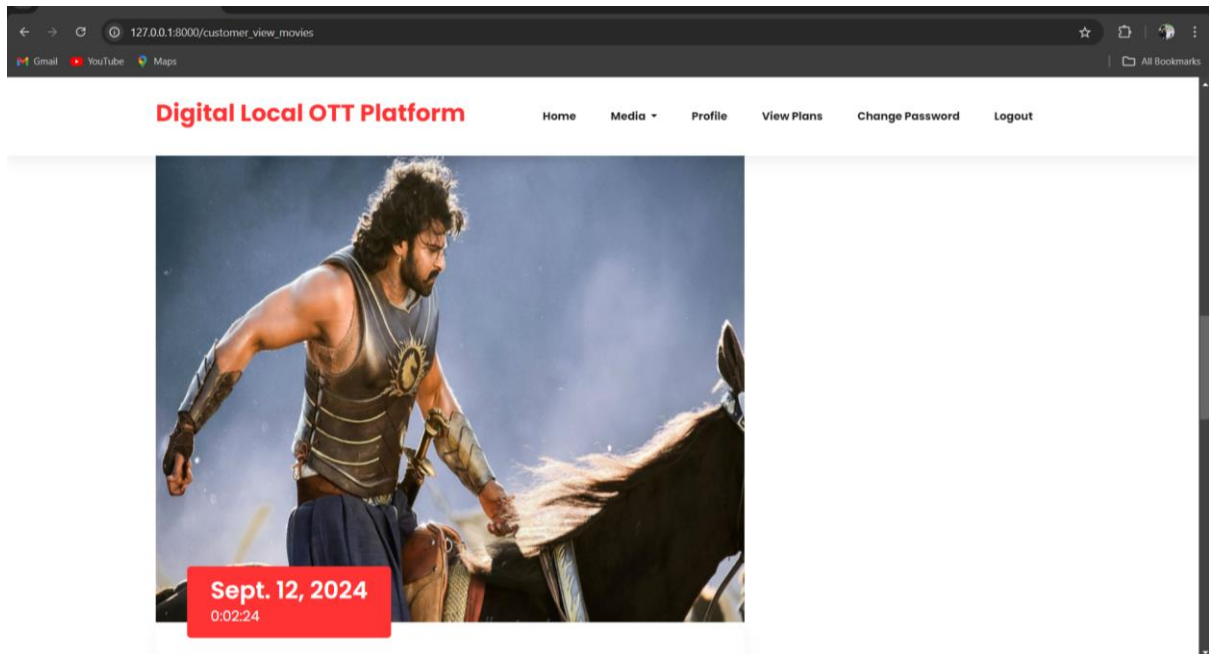 127.0.0.1:8000/customer_view_movies
Gmail YouTube Maps All Bookmarks
Digital Local OTT Platform Home Media Profile View Plans Change Password Logout
Sept. 12, 2024
0:02:24